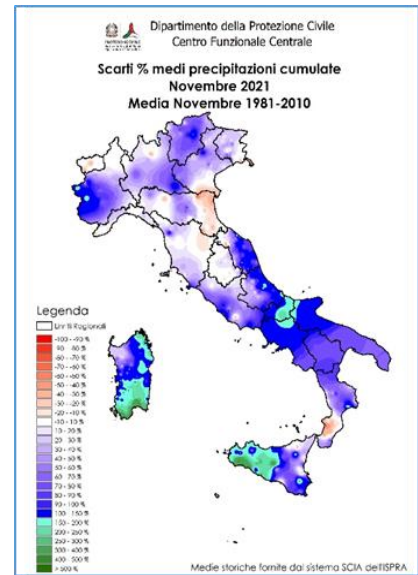 Dipartimento della Protezione Civile
Centro Funzionale Centrale
Scarti % medi precipitazioni cumulate
Novembre 2021
Media Novembre 1981-2010
Legenda
Limiti Regionali
-100 - -90 %
-90 - -80 %
-80 - -70 %
-70 - -60 %
-60 - -50 %
-50 - -40 %
-40 - -30 %
-30 - -20 %
-20 - -10 %
-10 - 10 %
10 - 20 %
20 - 30 %
30 - 40 %
40 - 50 %
50 - 60 %
60 - 70 %
70 - 80 %
80 - 90 %
90 - 100 %
100 - 150 %
150 - 200 %
200 - 250 %
250 - 300 %
300 - 400 %
400 - 500 %
> 500 %
Medie storiche fornite dal sistema SCIA dell'ISPRA